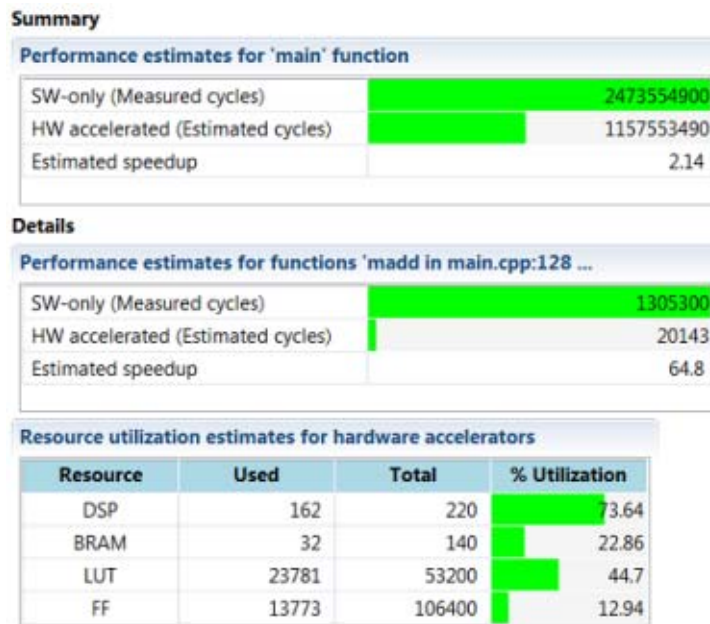 Summary
Performance estimates for 'main' function
SW-only (Measured cycles) 2473554900
HW accelerated (Estimated cycles) 1157553490
Estimated speedup 2.14
Details
Performance estimates for functions 'madd in main.cpp:128 ...
SW-only (Measured cycles) 1305300
HW accelerated (Estimated cycles) 20143
Estimated speedup 64.8
Resource utilization estimates for hardware accelerators
Resource Used Total % Utilization
DSP 162 220 73.64
BRAM 32 140 22.86
LUT 23781 53200 44.7
FF 13773 106400 12.94